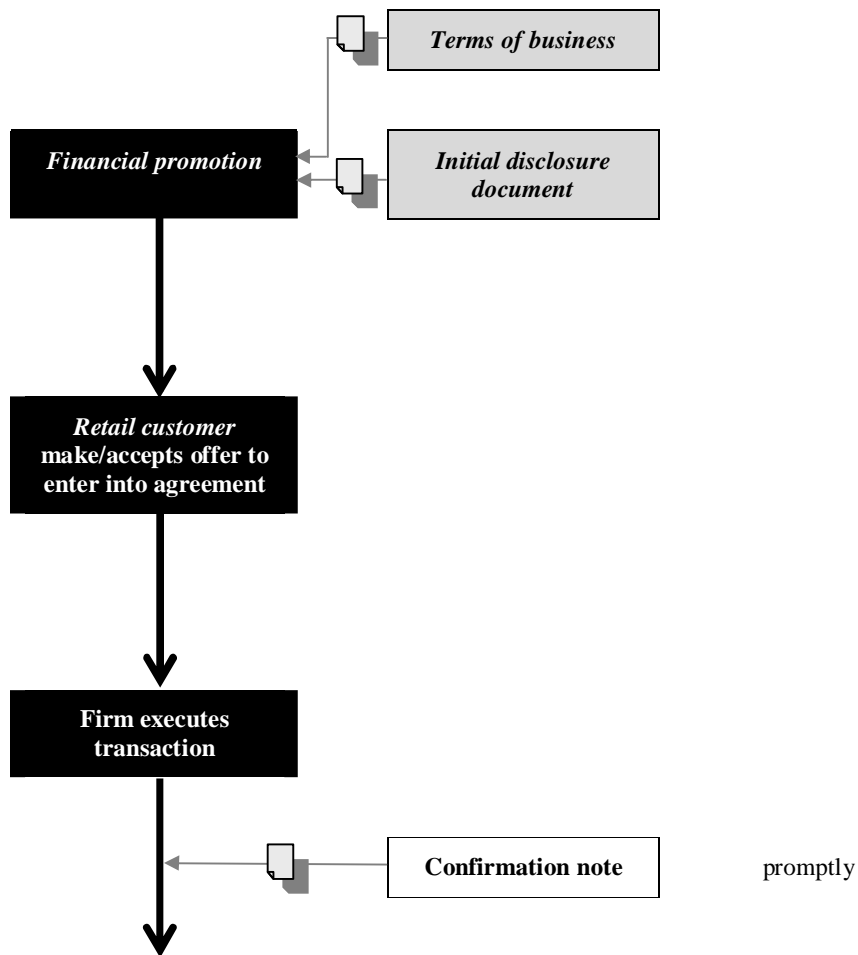 Terms of business
Financial promotion
Initial disclosure
document
Retail customer
make/accepts offer to
enter into agreement
Firm executes
transaction
Confirmation note
promptly